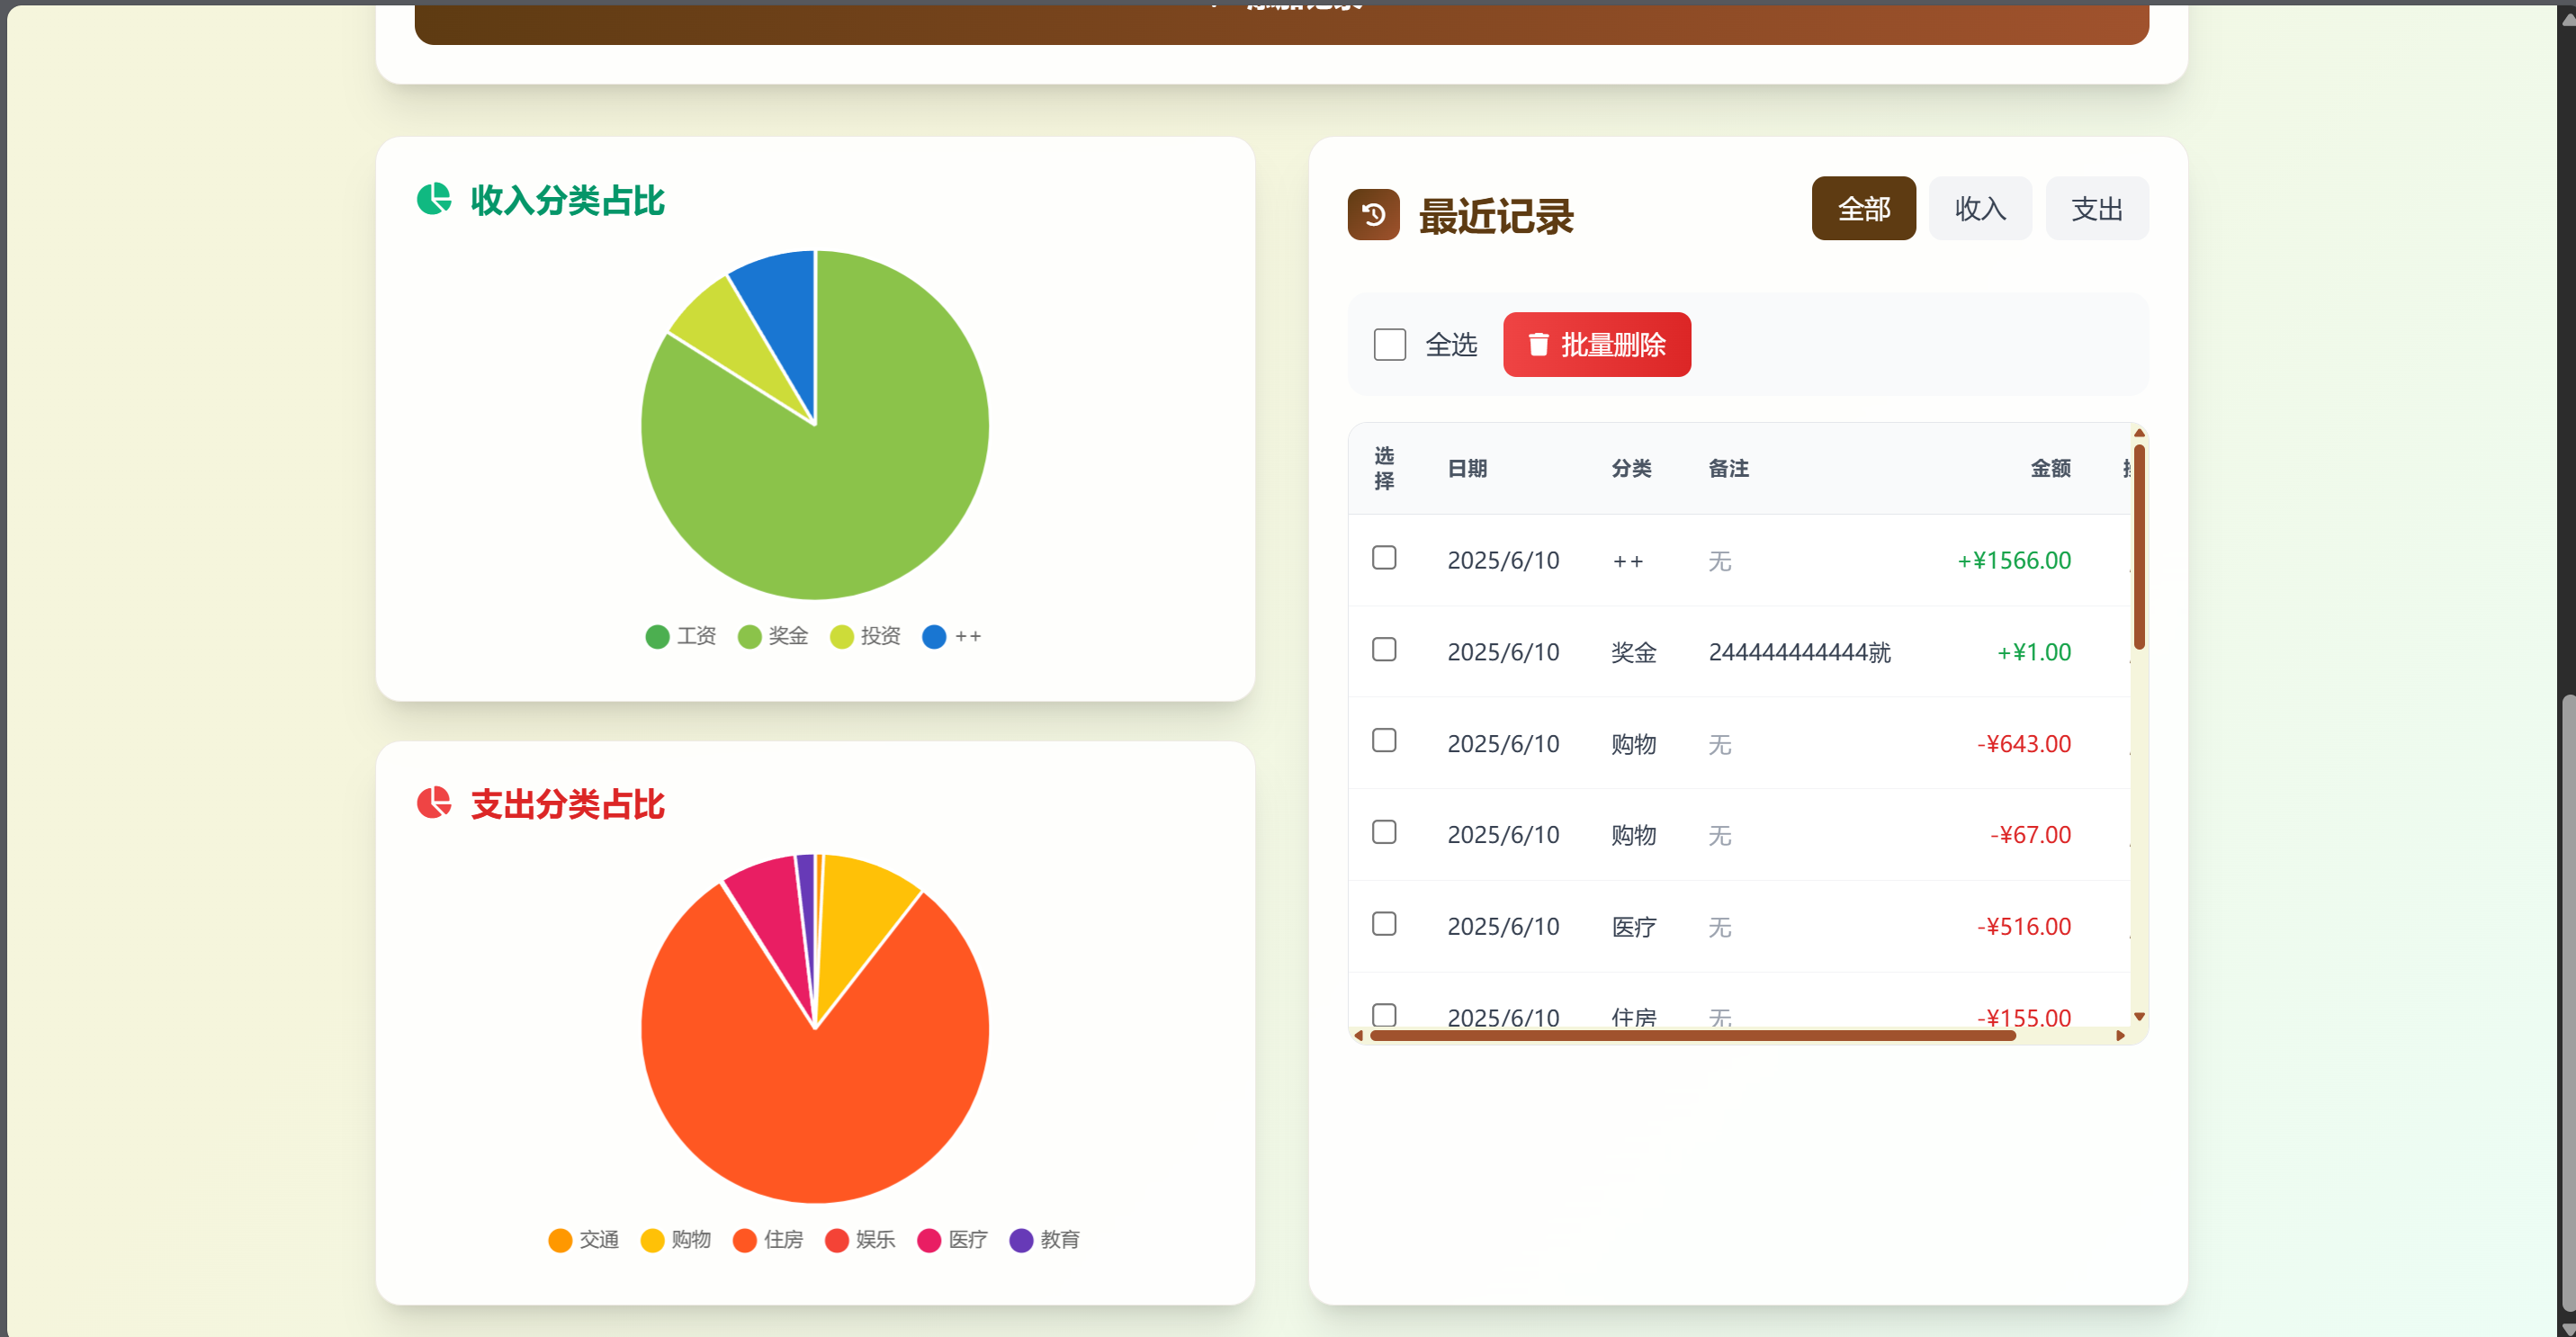 收入分类占比
工资 奖金 投资 ++
支出分类占比
交通 购物 住房 娱乐 医疗 教育
最近记录
全部 收入 支出
全选 批量删除
选择 日期 分类 备注 金额
2025/6/10 ++ 无 +¥1566.00
2025/6/10 奖金 244444444444就 +¥1.00
2025/6/10 购物 无 -¥643.00
2025/6/10 购物 无 -¥67.00
2025/6/10 医疗 无 -¥516.00
2025/6/10 住房 无 -¥155.00